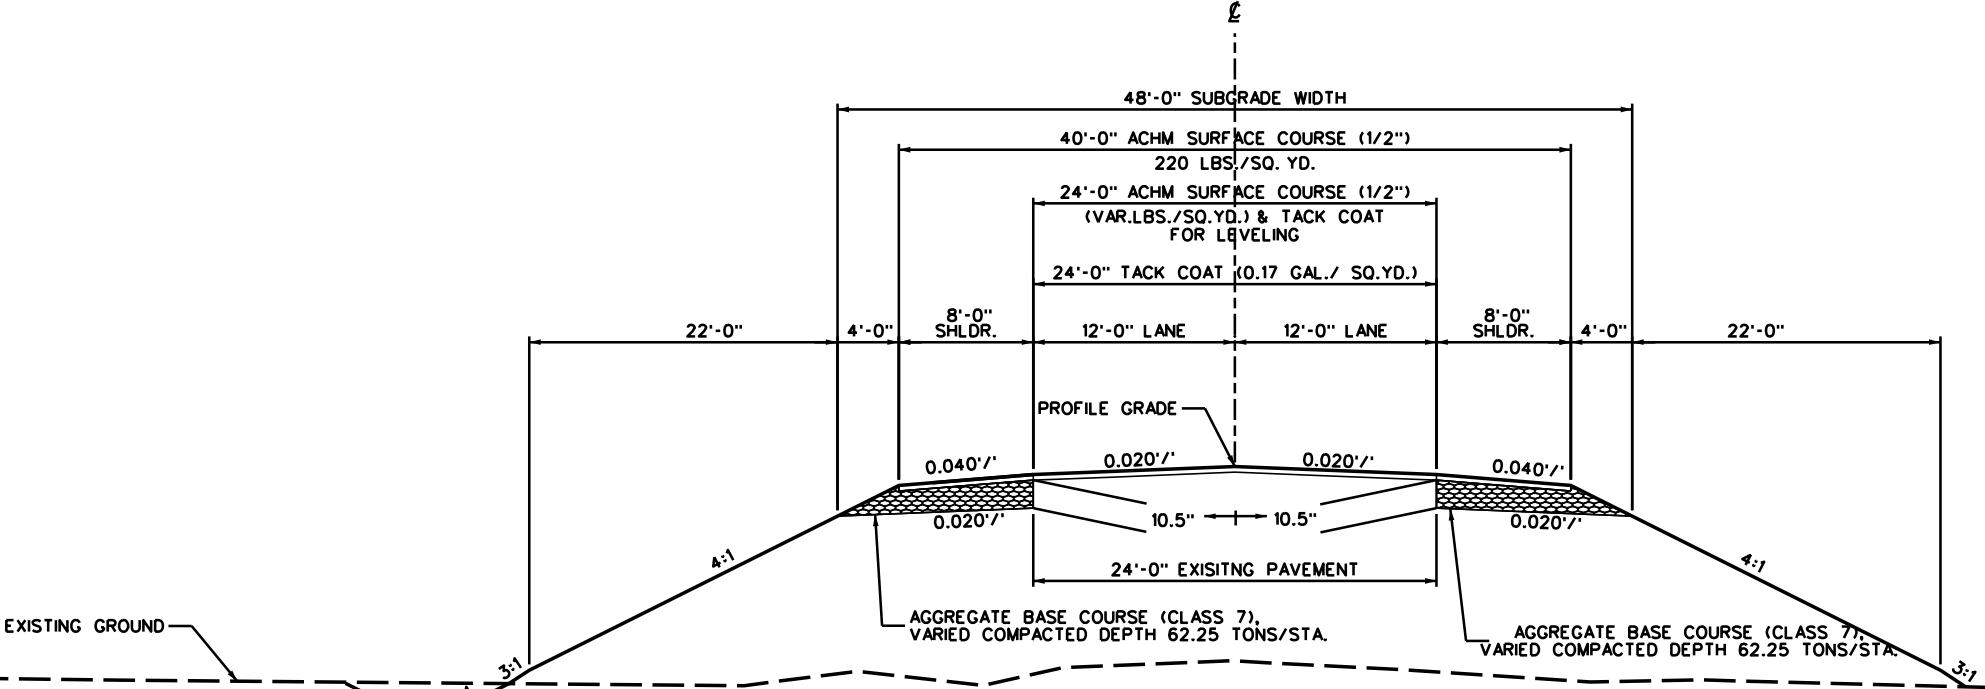 ℄
48'-0" SUBGRADE WIDTH
40'-0" ACHM SURFACE COURSE (1/2")
220 LBS./SQ. YD.
24'-0" ACHM SURFACE COURSE (1/2")
(VAR.LBS./SQ.YD.) & TACK COAT
FOR LEVELING
24'-0" TACK COAT (0.17 GAL./ SQ.YD.)
22'-0"
4'-0"
8'-0"
SHLDR.
12'-0" LANE
12'-0" LANE
8'-0"
SHLDR.
4'-0"
22'-0"
PROFILE GRADE
0.040'/'
0.020'/'
0.020'/'
0.040'/'
0.020'/'
10.5"
10.5"
0.020'/'
4:1
4:1
24'-0" EXISITNG PAVEMENT
AGGREGATE BASE COURSE (CLASS 7),
VARIED COMPACTED DEPTH 62.25 TONS/STA.
AGGREGATE BASE COURSE (CLASS 7),
VARIED COMPACTED DEPTH 62.25 TONS/STA.
EXISTING GROUND
3:1
3:1